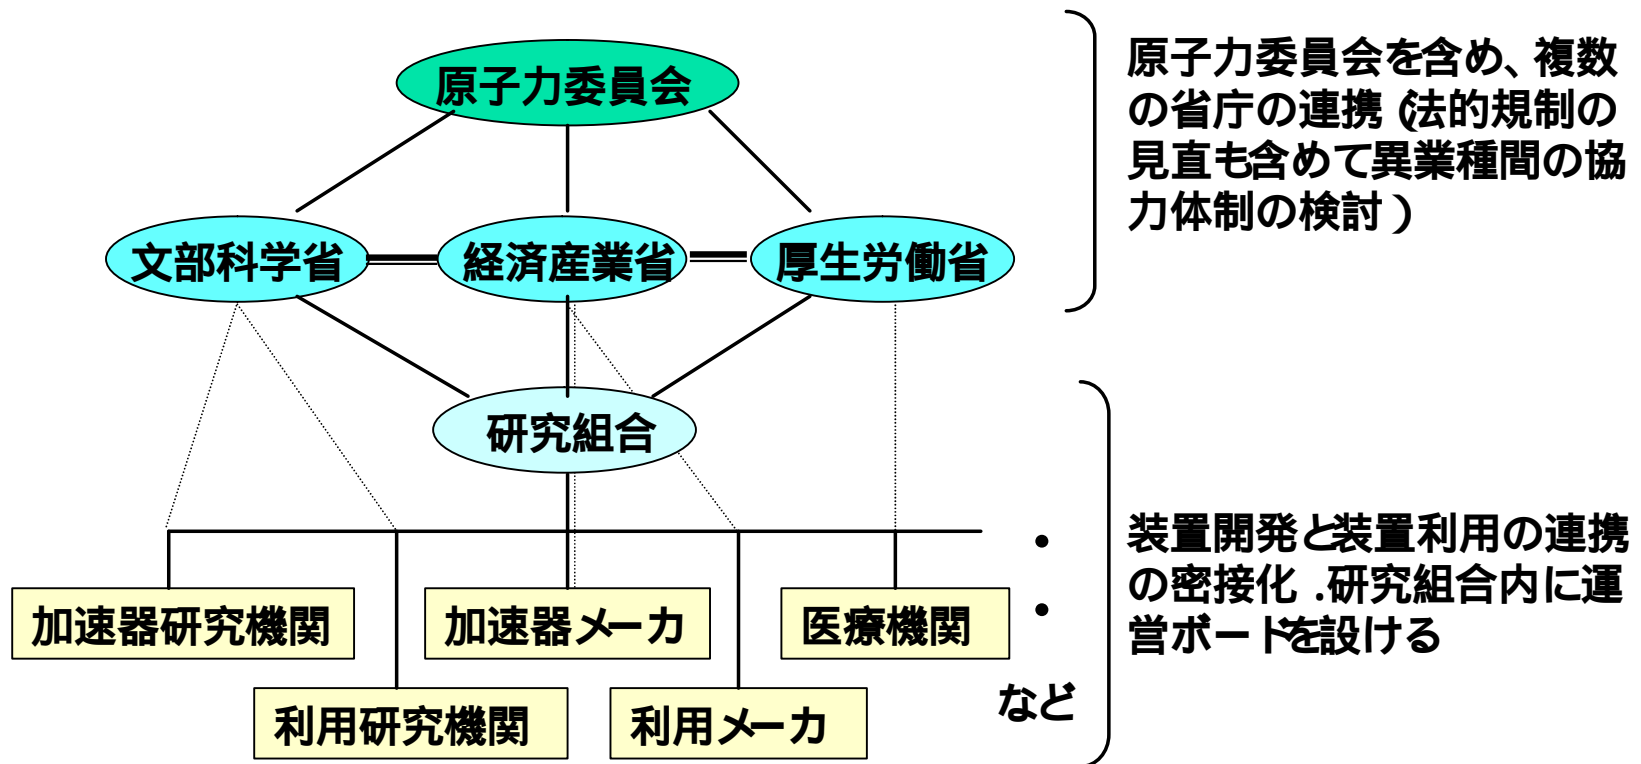 原子力委員会
原子力委員会を含め、複数
の省庁の連携（法的規制の
見直も含めて異業種間の協
力体制の検討）
文部科学省
経済産業省
厚生労働省
研究組合
装置開発と装置利用の連携
の密接化．研究組合内に運
営ボードを設ける
加速器研究機関
加速器メーカ
医療機関
・
・
など
利用研究機関
利用メーカ